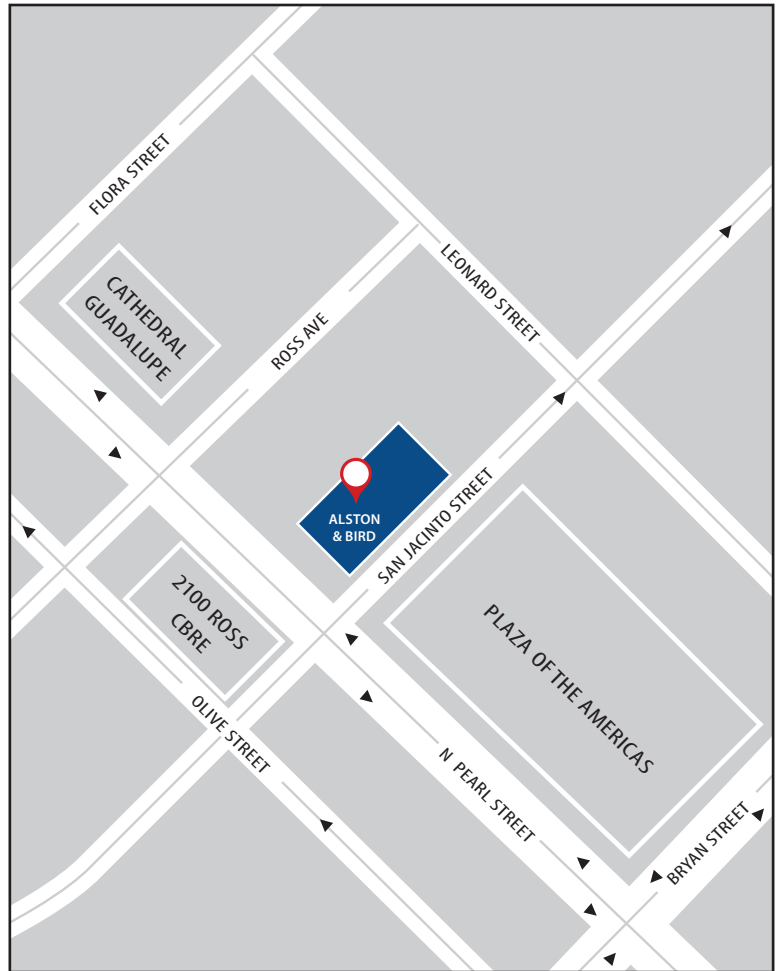 FLORA STREET
CATHEDRAL
GUADALUPE
ROSS AVE
LEONARD STREET
ALSTON
& BIRD
SAN JACINTO STREET
2100 ROSS
CBRE
PLAZA OF THE AMERICAS
OLIVE STREET
N PEARL STREET
BRYAN STREET